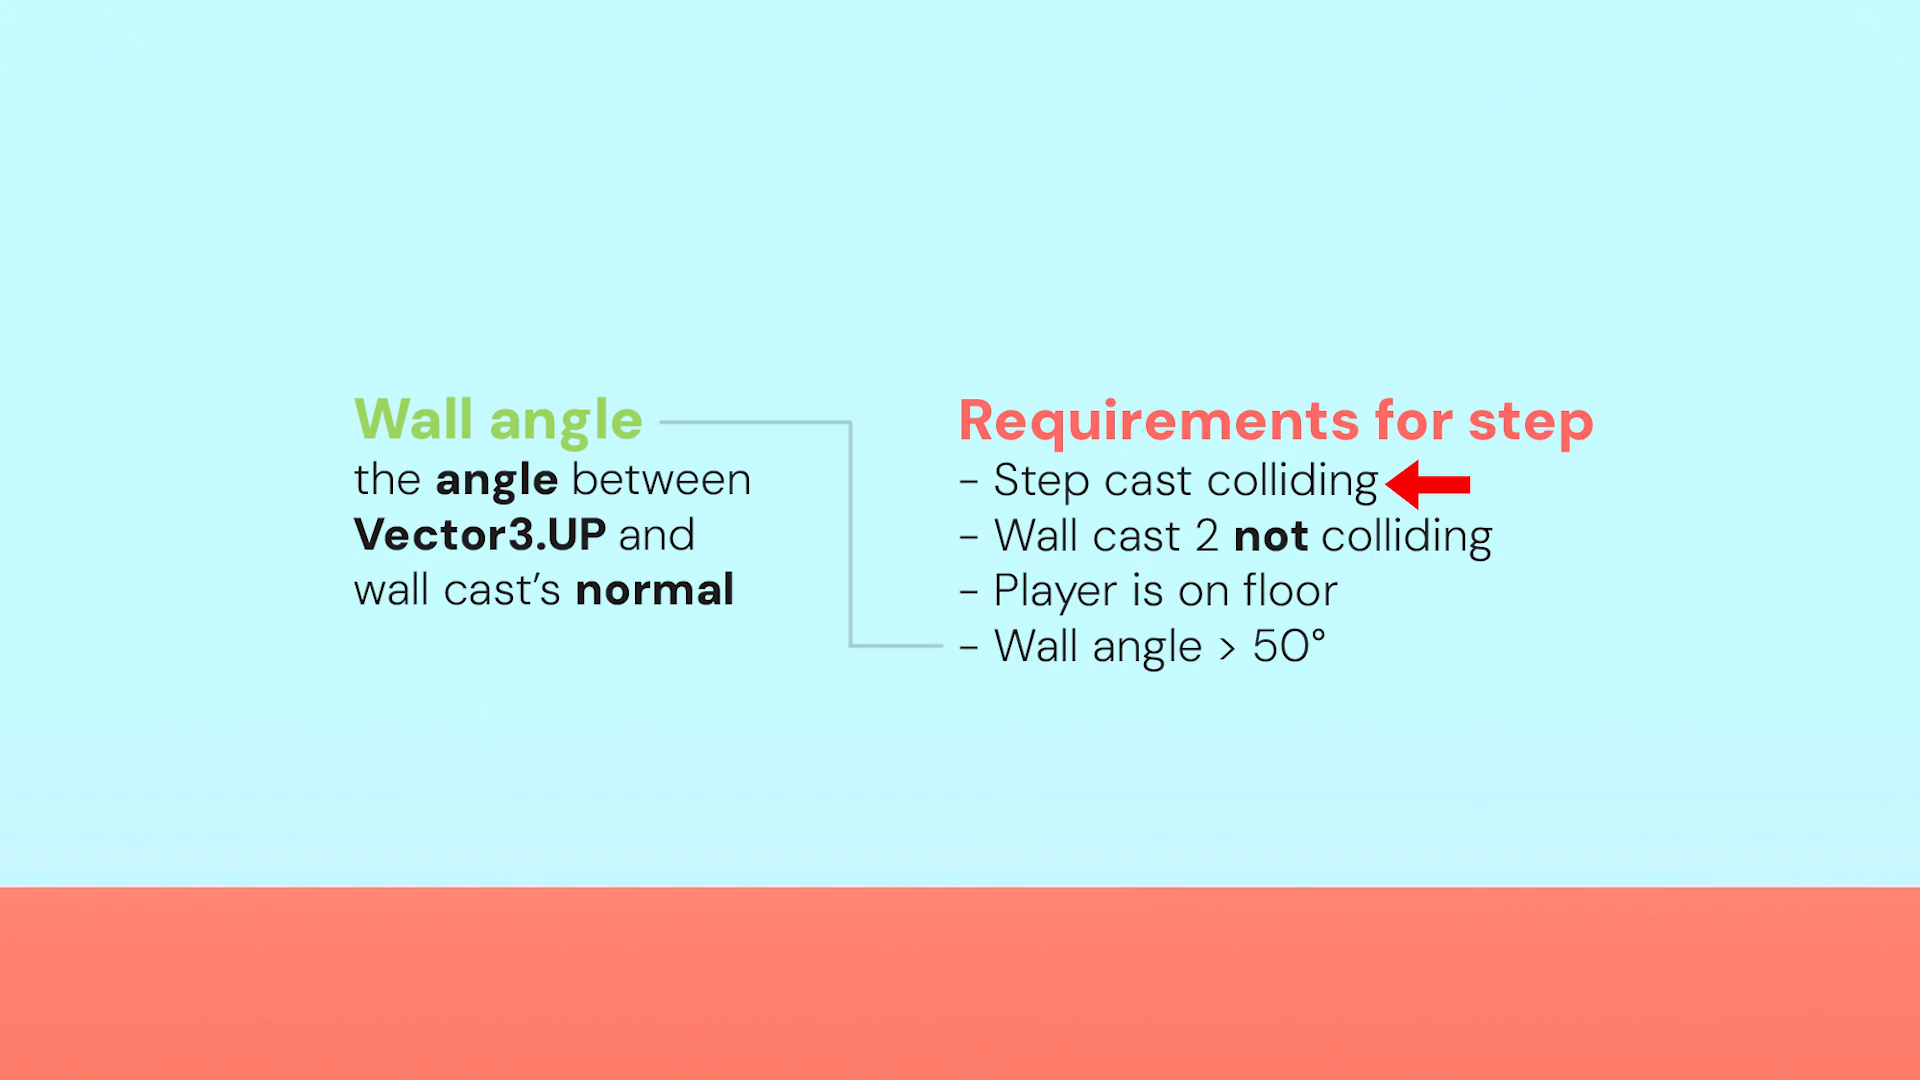 Wall angle
the angle between
Vector3.UP and
wall cast’s normal
Requirements for step
- Step cast colliding
- Wall cast 2 not colliding
- Player is on floor
- Wall angle > 50°